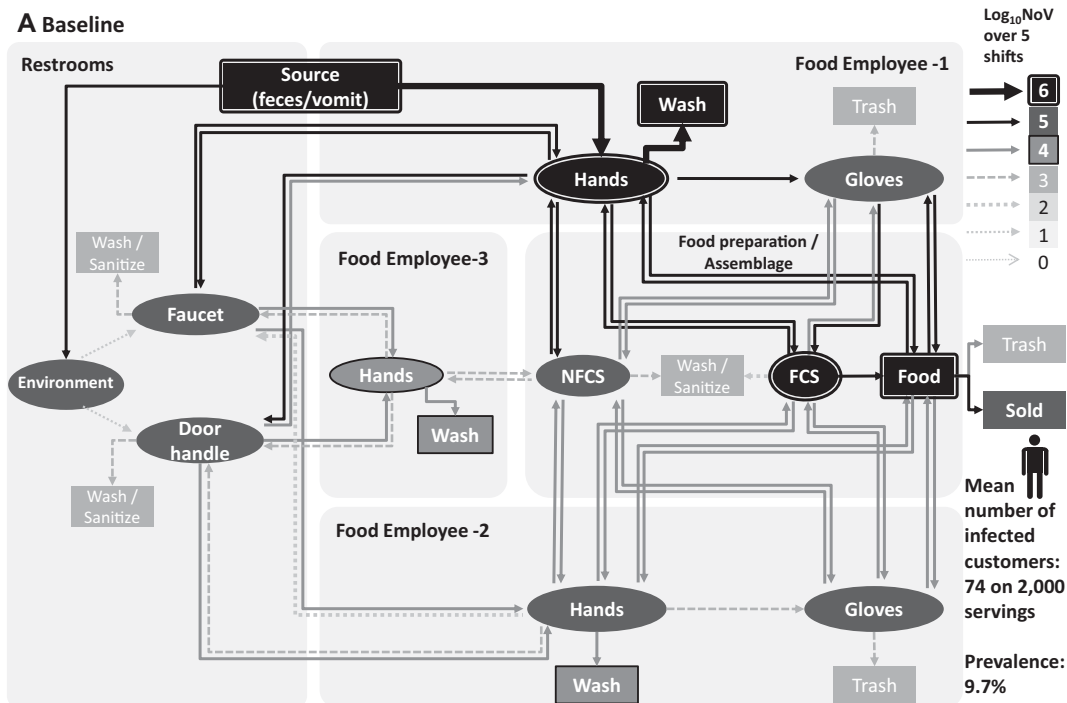 A Baseline
Restrooms
Source
(feces/vomit)
Food Employee -1
Wash
Trash
Hands
Gloves
Log10NoV
over 5
shifts
6
5
4
3
2
1
0
Wash /
Sanitize
Food Employee-3
Food preparation /
Assemblage
Faucet
Environment
Hands
NFCS
Wash /
Sanitize
FCS
Food
Trash
Sold
Door
handle
Wash
Wash /
Sanitize
Mean
number of
infected
customers:
74 on 2,000
servings
Food Employee -2
Hands
Gloves
Wash
Trash
Prevalence:
9.7%